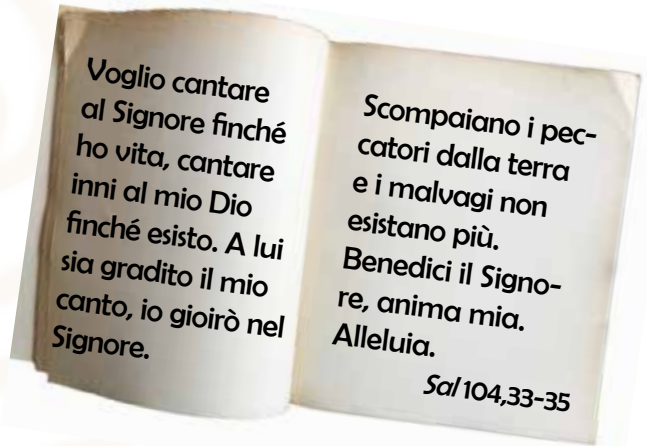 Voglio cantare
al Signore finché
ho vita, cantare
inni al mio Dio
finché esisto. A lui
sia gradito il mio
canto, io gioirò nel
Signore.
Scompaiano i pec-
catori dalla terra
e i malvagi non
esistano più.
Benedici il Signo-
re, anima mia.
Alleluia.
Sal 104,33-35